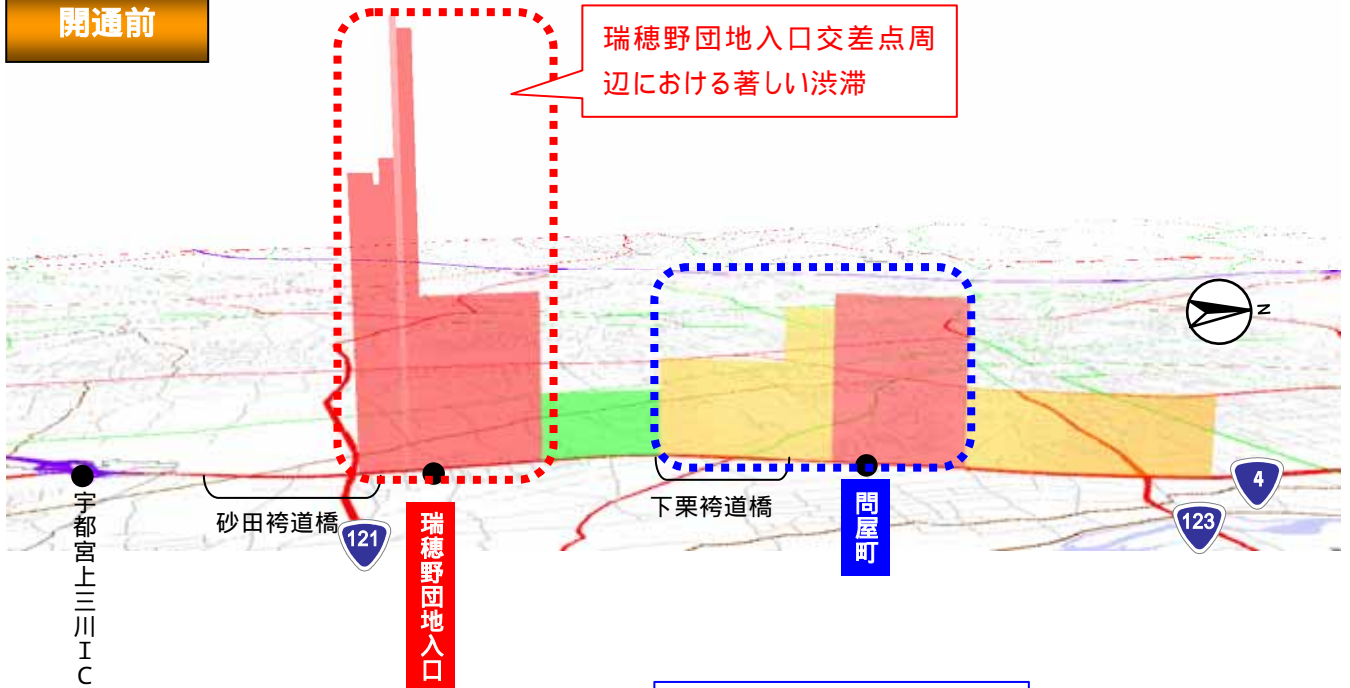 開通前
瑞穂野団地入口交差点周
辺における著しい渋滞
N
宇都宮上三川IC
砂田袴道橋
121
瑞穂野団地入口
下栗袴道橋
問屋町
4
123